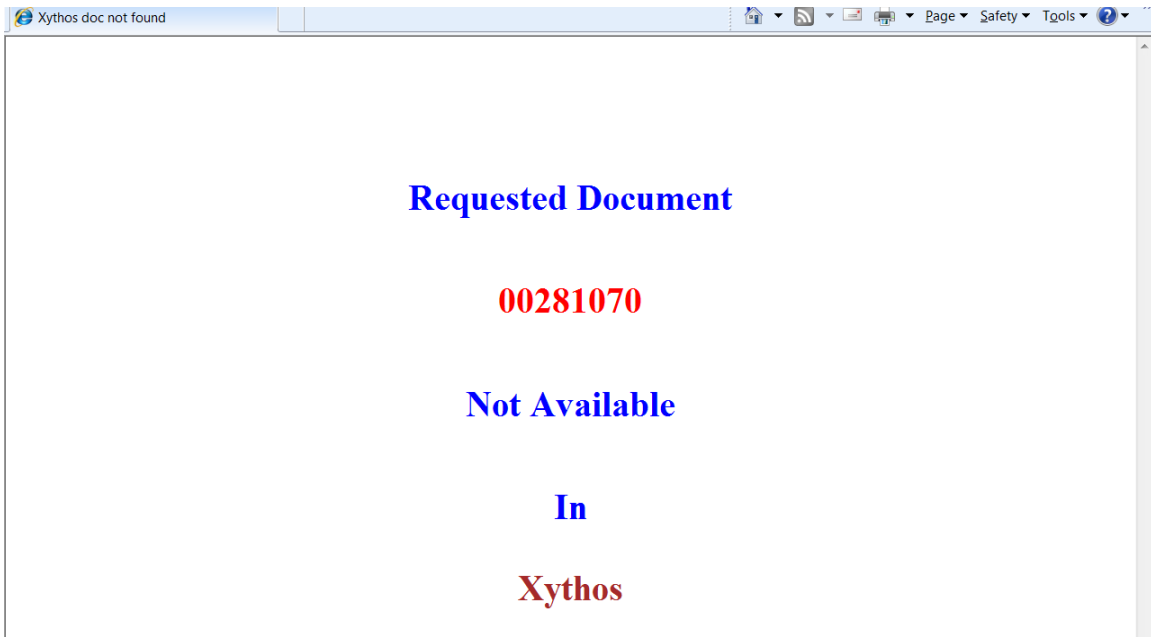 Xythos doc not found
Page Safety Tools
Requested Document
00281070
Not Available
In
Xythos